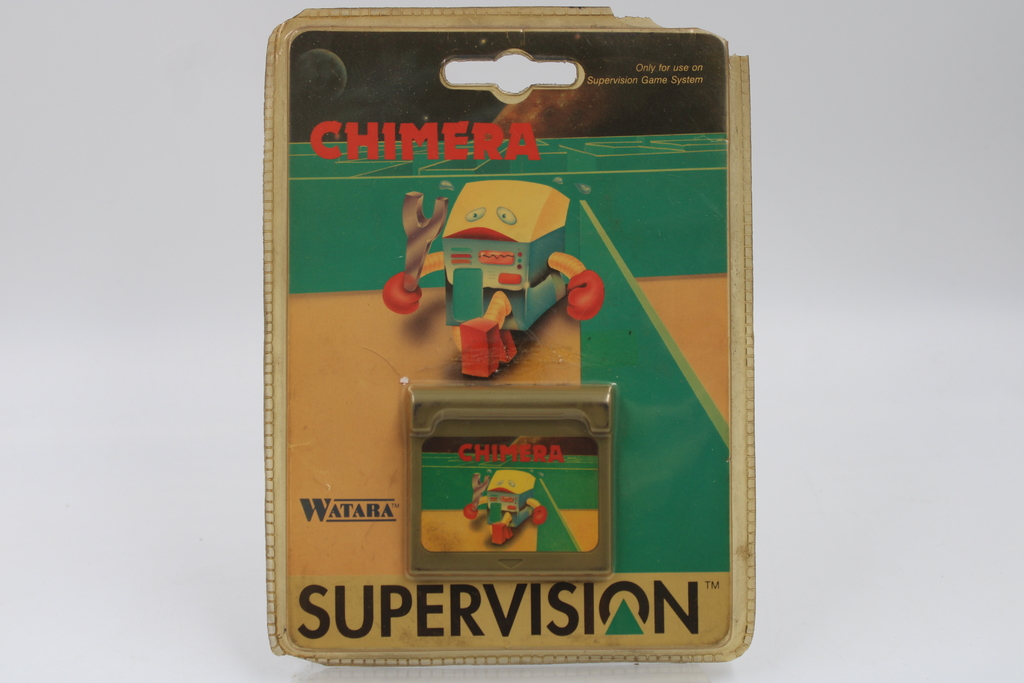 Only for use on
Supervision Game System
CHIMERA
CHIMERA
WATARA™
SUPERVISION™